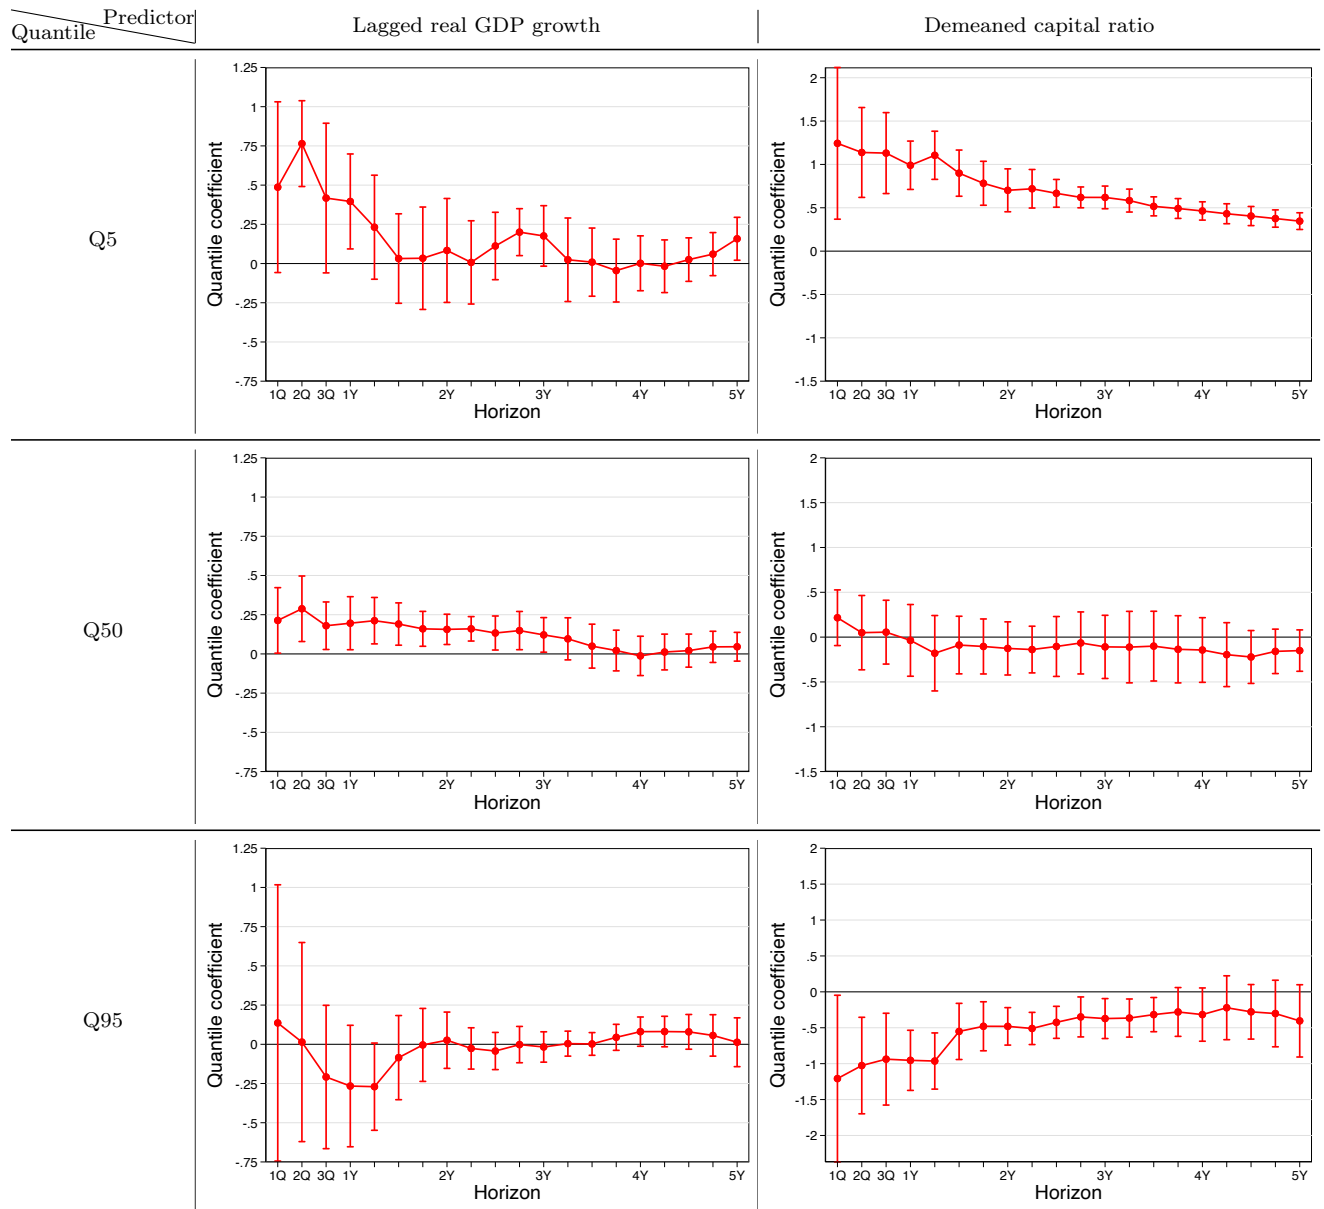 Predictor
Quantile
Lagged real GDP growth
Demeaned capital ratio
Q5
Quantile coefficient
1.25
1
.75
.5
.25
0
-.25
-.5
-.75
1Q 2Q 3Q 1Y 2Y 3Y 4Y 5Y
Horizon
Quantile coefficient
2
1.5
1
.5
0
-.5
-1
-1.5
1Q 2Q 3Q 1Y 2Y 3Y 4Y 5Y
Horizon
Q50
Quantile coefficient
1.25
1
.75
.5
.25
0
-.25
-.5
-.75
1Q 2Q 3Q 1Y 2Y 3Y 4Y 5Y
Horizon
Quantile coefficient
2
1.5
1
.5
0
-.5
-1
-1.5
1Q 2Q 3Q 1Y 2Y 3Y 4Y 5Y
Horizon
Q95
Quantile coefficient
1.25
1
.75
.5
.25
0
-.25
-.5
-.75
1Q 2Q 3Q 1Y 2Y 3Y 4Y 5Y
Horizon
Quantile coefficient
2
1.5
1
.5
0
-.5
-1
-1.5
-2
1Q 2Q 3Q 1Y 2Y 3Y 4Y 5Y
Horizon